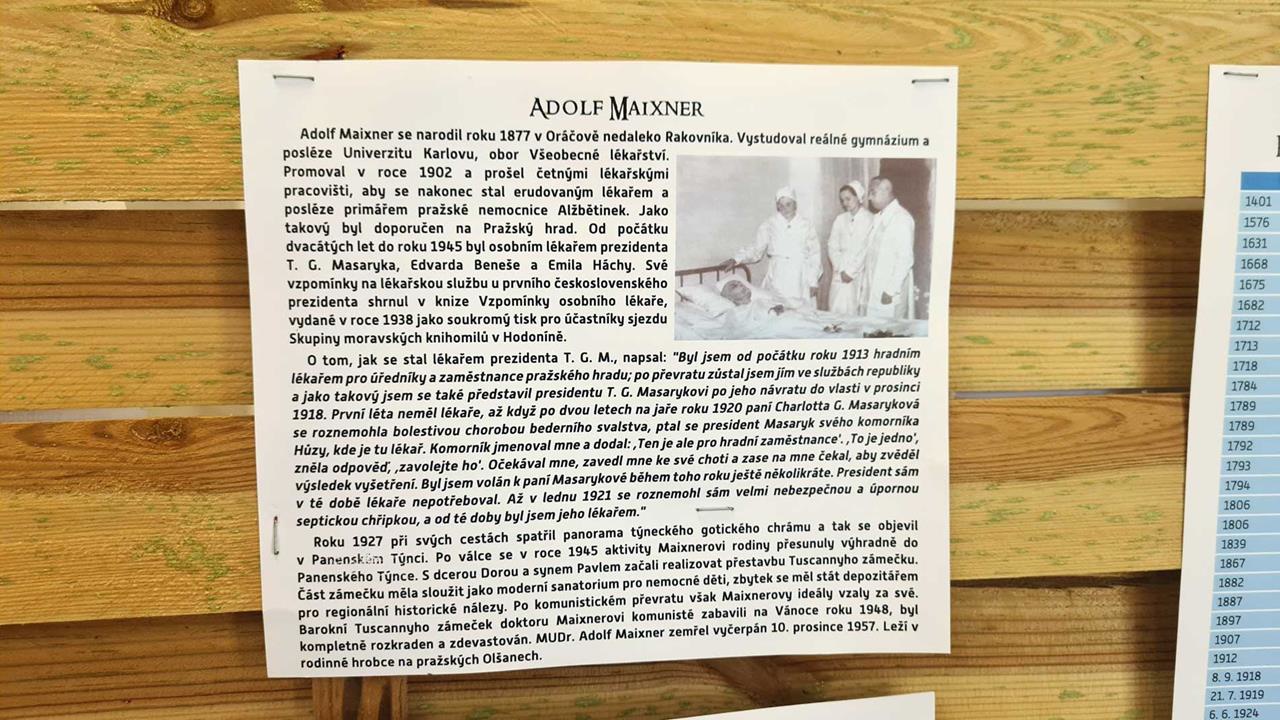 ADOLF MAIXNER
Adolf Maixner se narodil roku 1877 v Oráčově nedaleko Rakovníka. Vystudoval reálné gymnázium a
posléze Univerzitu Karlovu, obor Všeobecné lékařství.
Promoval v roce 1902 a prošel četnými lékařskými
pracovišti, aby se nakonec stal erudovaným lékařem a
posléze primářem pražské nemocnice Alžbětinek. Jako
takový byl doporučen na Pražský hrad. Od počátku
dvacátých let do roku 1945 byl osobním lékařem prezidenta
T. G. Masaryka, Edvarda Beneše a Emila Háchy. Své
vzpomínky na lékařskou službu u prvního československého
prezidenta shrnul v knize Vzpomínky osobního lékaře,
vydané v roce 1938 jako soukromý tisk pro účastníky sjezdu
Skupiny moravských knihomilů v Hodoníně.
O tom, jak se stal lékařem prezidenta T. G. M., napsal: "Byl jsem od počátku roku 1913 hradním
lékařem pro úředníky a zaměstnance pražského hradu; po převratu zůstal jsem jím ve službách republiky
a jako takový jsem se také představil presidentu T. G. Masarykovi po jeho návratu do vlasti v prosinci
1918. První léta neměl lékaře, až když po dvou letech na jaře roku 1920 paní Charlotta G. Masaryková
se roznemohla bolestivou chorobou bederního svalstva, ptal se president Masaryk svého komorníka
Hůzy, kde je tu lékař. Komorník jmenoval mne a dodal: ‚Ten je ale pro hradní zaměstnance'. ‚To je jedno',
zněla odpověď, ‚zavolejte ho'. Očekával mne, zavedl mne ke své choti a zase na mne čekal, aby zvěděl
výsledek vyšetření. Byl jsem volán k paní Masarykové během toho roku ještě několikráte. President sám
v té době lékaře nepotřeboval. Až v lednu 1921 se roznemohl sám velmi nebezpečnou a úpornou
septickou chřipkou, a od té doby byl jsem jeho lékařem."
Roku 1927 při svých cestách spatřil panorama týneckého gotického chrámu a tak se objevil
v Panenském Týnci. Po válce se v roce 1945 aktivity Maixnerovi rodiny přesunuly výhradně do
Panenského Týnce. S dcerou Dorou a synem Pavlem začali realizovat přestavbu Tuscannyho zámečku.
Část zámečku měla sloužit jako moderní sanatorium pro nemocné děti, zbytek se měl stát depozitářem
pro regionální historické nálezy. Po komunistickém převratu však Maixnerovy ideály vzaly za své.
Barokní Tuscannyho zámeček doktoru Maixnerovi komunisté zabavili na Vánoce roku 1948, byl
kompletně rozkraden a zdevastován. MUDr. Adolf Maixner zemřel vyčerpán 10. prosince 1957. Leží v
rodinné hrobce na pražských Olšanech.
1401
1576
1631
1668
1675
1682
1712
1713
1718
1784
1789
1789
1792
1793
1794
1806
1806
1839
1867
1882
1887
1897
1907
1912
8. 9. 1918
21. 7. 1919
6. 6. 1924